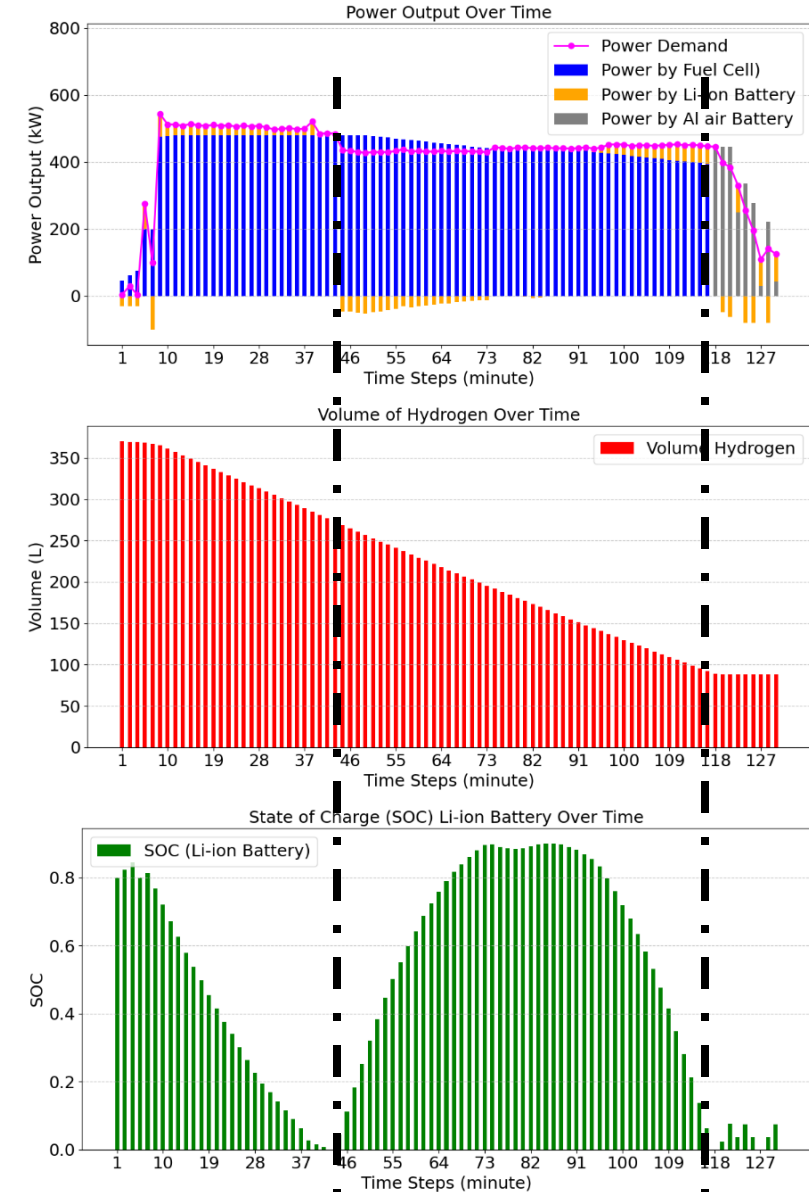 Power Output Over Time
800
600
400
200
0
Power Output (kW)
Power Demand
Power by Fuel Cell)
Power by Li-ion Battery
Power by Al air Battery
1 10 19 28 37 46 55 64 73 82 91 100 109 118 127
Time Steps (minute)
Volume of Hydrogen Over Time
350
300
250
200
150
100
50
0
Volume (L)
Volume Hydrogen
1 10 19 28 37 46 55 64 73 82 91 100 109 118 127
Time Steps (minute)
State of Charge (SOC) Li-ion Battery Over Time
0.8
0.6
0.4
0.2
0.0
SOC
SOC (Li-ion Battery)
1 10 19 28 37 46 55 64 73 82 91 100 109 118 127
Time Steps (minute)